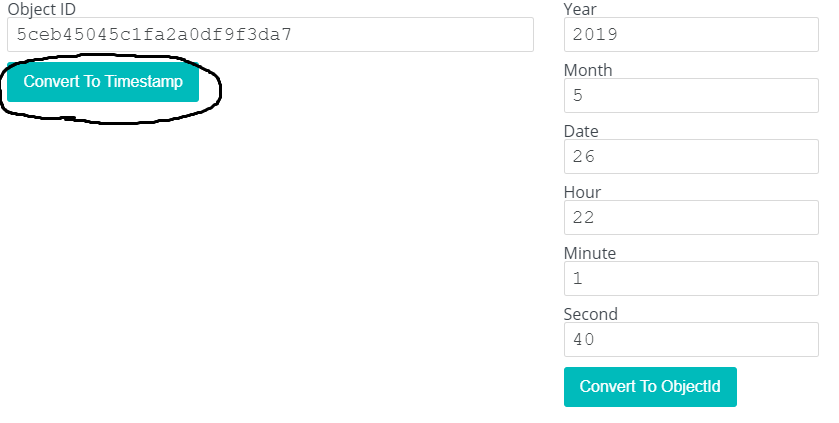 Object ID
5ceb45045c1fa2a0df9f3da7
Convert To Timestamp
Year
2019
Month
5
Date
26
Hour
22
Minute
1
Second
40
Convert To ObjectId